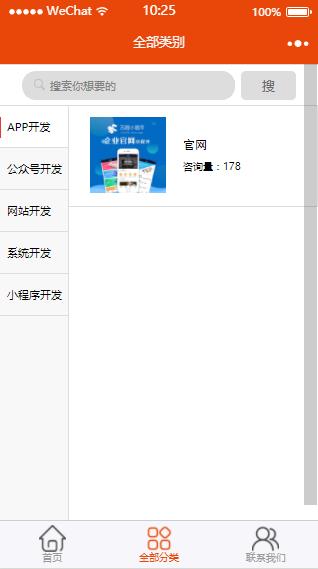 WeChat 10:25 100%
全部类别
搜索你想要的 搜
APP开发
公众号开发
网站开发
系统开发
小程序开发
企业官网
官网
咨询量：178
首页 全部分类 联系我们